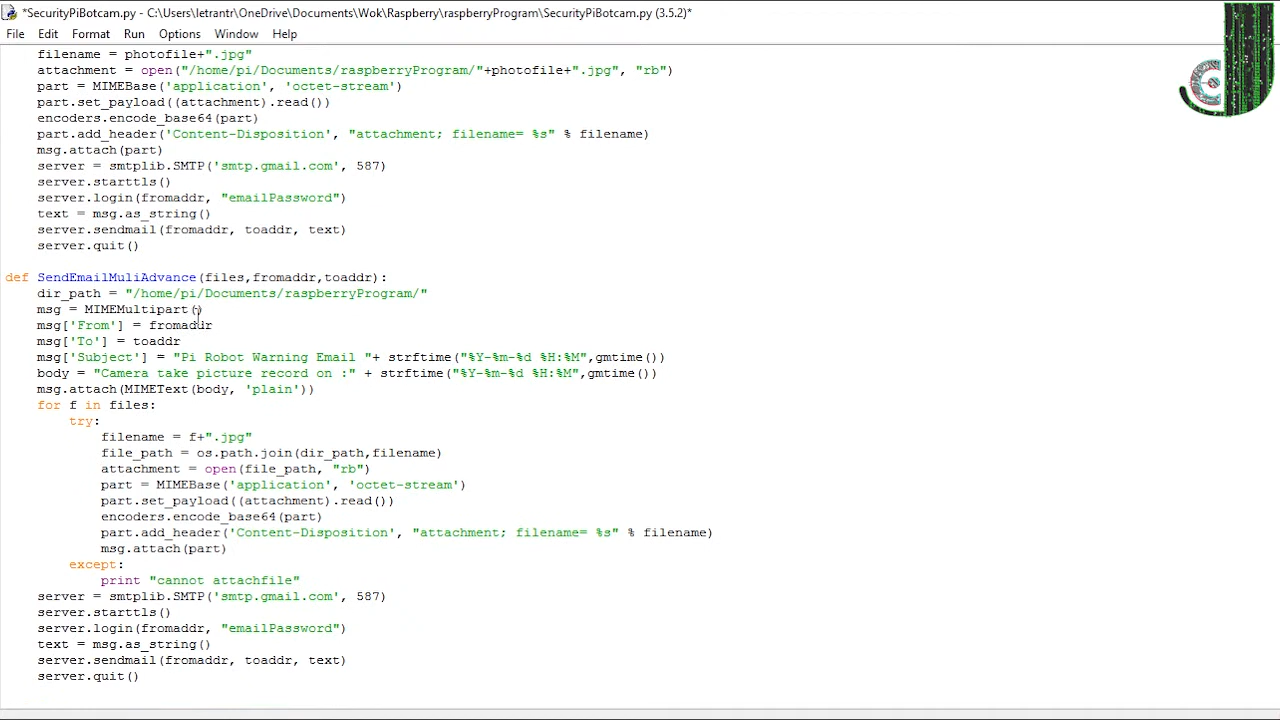 *SecurityPiBotcam.py - C:\Users\letrantr\OneDrive\Documents\Wok\Raspberry\raspberryProgram\SecurityPiBotcam.py (3.5.2)*
File Edit Format Run Options Window Help
    filename = photofile+".jpg"
    attachment = open("/home/pi/Documents/raspberryProgram/"+photofile+".jpg", "rb")
    part = MIMEBase('application', 'octet-stream')
    part.set_payload((attachment).read())
    encoders.encode_base64(part)
    part.add_header('Content-Disposition', "attachment; filename= %s" % filename)
    msg.attach(part)
    server = smtplib.SMTP('smtp.gmail.com', 587)
    server.starttls()
    server.login(fromaddr, "emailPassword")
    text = msg.as_string()
    server.sendmail(fromaddr, toaddr, text)
    server.quit()
def SendEmailMuliAdvance(files,fromaddr,toaddr):
    dir_path = "/home/pi/Documents/raspberryProgram/"
    msg = MIMEMultipart()
    msg['From'] = fromaddr
    msg['To'] = toaddr
    msg['Subject'] = "Pi Robot Warning Email "+ strftime("%Y-%m-%d %H:%M",gmtime())
    body = "Camera take picture record on :" + strftime("%Y-%m-%d %H:%M",gmtime())
    msg.attach(MIMEText(body, 'plain'))
    for f in files:
        try:
            filename = f+".jpg"
            file_path = os.path.join(dir_path,filename)
            attachment = open(file_path, "rb")
            part = MIMEBase('application', 'octet-stream')
            part.set_payload((attachment).read())
            encoders.encode_base64(part)
            part.add_header('Content-Disposition', "attachment; filename= %s" % filename)
            msg.attach(part)
        except:
            print "cannot attachfile"
    server = smtplib.SMTP('smtp.gmail.com', 587)
    server.starttls()
    server.login(fromaddr, "emailPassword")
    text = msg.as_string()
    server.sendmail(fromaddr, toaddr, text)
    server.quit()